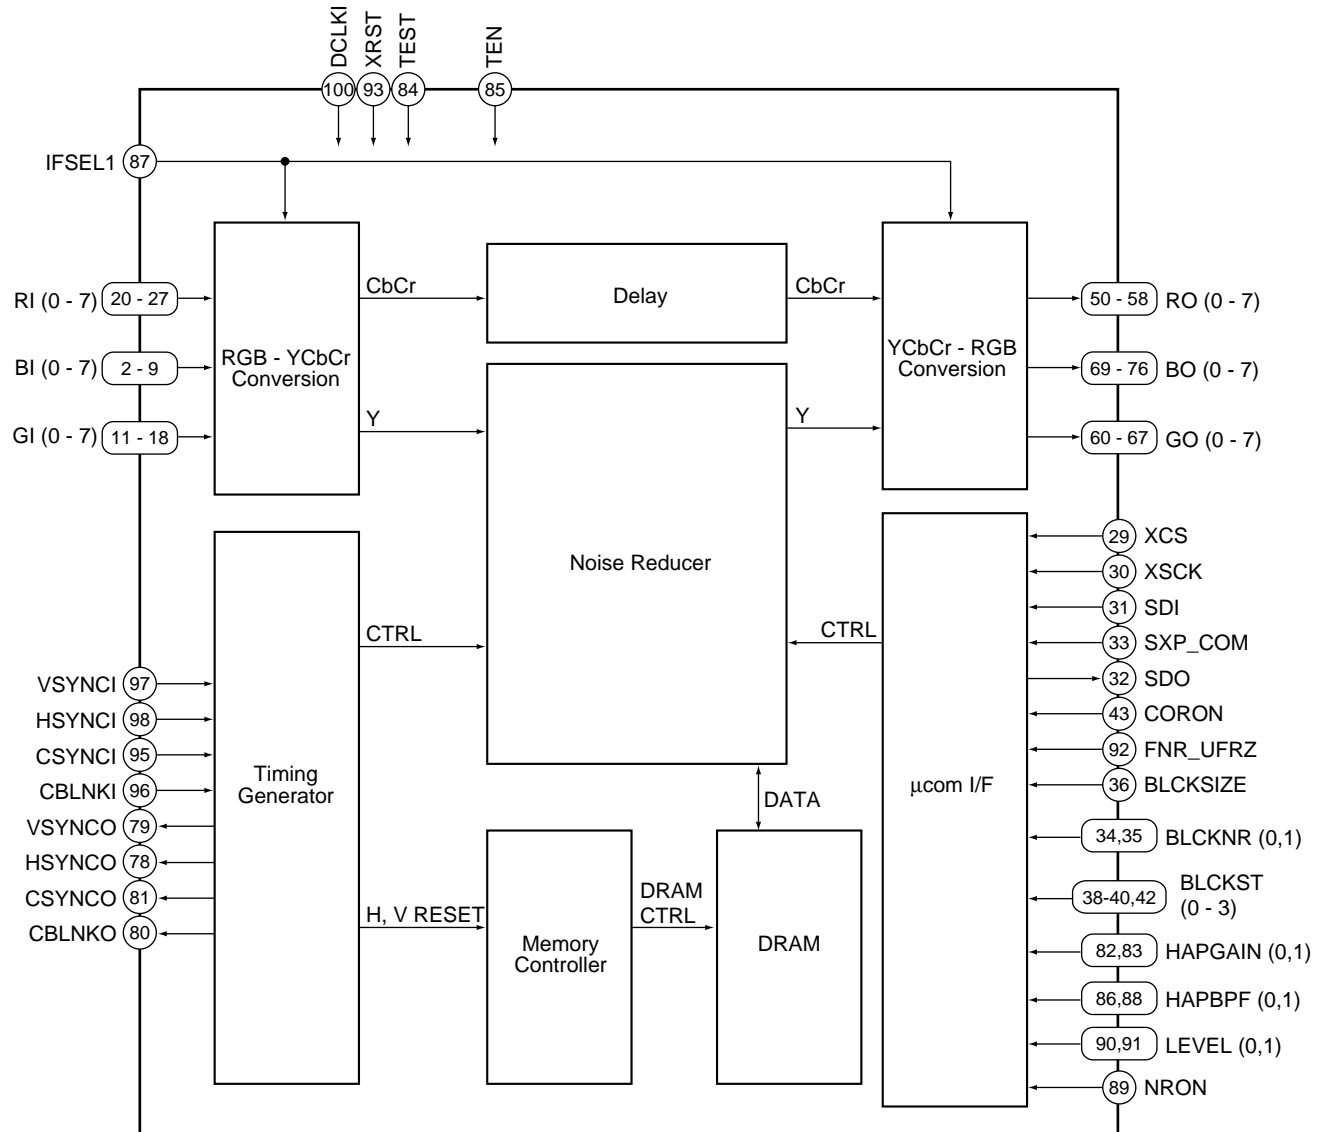 DCLKI
XRST
TEST
TEN
100
93
84
85
IFSEL1
87
RI (0 - 7)
20 - 27
BI (0 - 7)
2 - 9
GI (0 - 7)
11 - 18
RGB - YCbCr
Conversion
CbCr
Y
Delay
CbCr
Y
YCbCr - RGB
Conversion
50 - 58
RO (0 - 7)
69 - 76
BO (0 - 7)
60 - 67
GO (0 - 7)
Noise Reducer
CTRL
CTRL
VSYNCI
97
HSYNCI
98
CSYNCI
95
CBLNKI
96
VSYNCO
79
HSYNCO
78
CSYNCO
81
CBLNKO
80
Timing
Generator
H, V RESET
Memory
Controller
DRAM
CTRL
DATA
DRAM
µcom I/F
29
XCS
30
XSCK
31
SDI
33
SXP_COM
32
SDO
43
CORON
92
FNR_UFRZ
36
BLCKSIZE
34,35
BLCKNR (0,1)
38-40,42
BLCKST
(0 - 3)
82,83
HAPGAIN (0,1)
86,88
HAPBPF (0,1)
90,91
LEVEL (0,1)
89
NRON